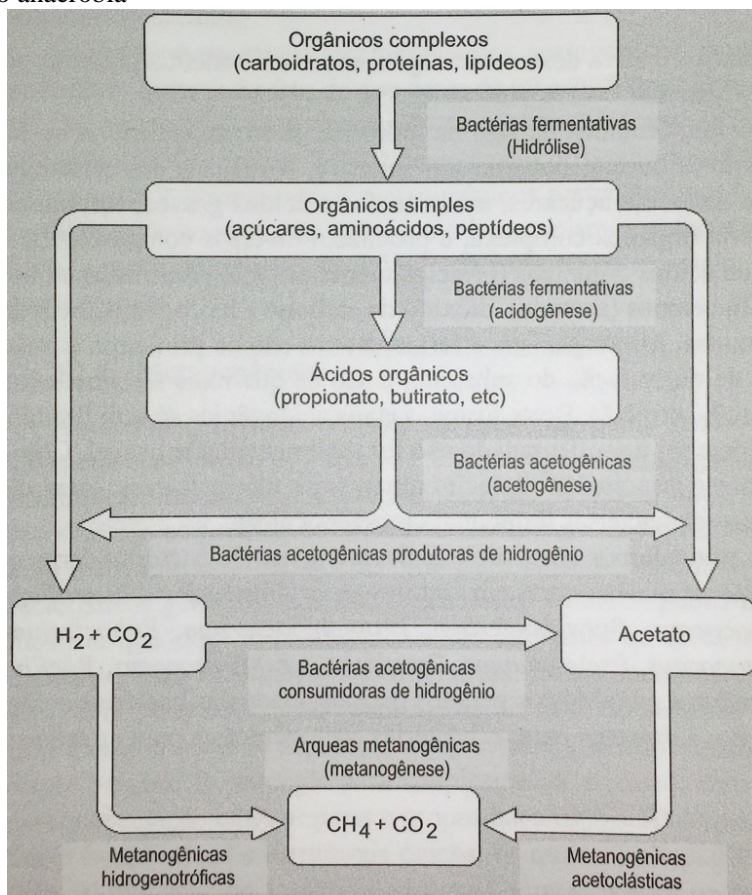 o anaeróbia
Orgânicos complexos
(carboidratos, proteínas, lipídeos)
Bactérias fermentativas
(Hidrólise)
Orgânicos simples
(açúcares, aminoácidos, peptídeos)
Bactérias fermentativas
(acidogênese)
Ácidos orgânicos
(propionato, butirato, etc)
Bactérias acetogênicas
(acetogênese)
Bactérias acetogênicas produtoras de hidrogênio
H2 + CO2
Acetato
Bactérias acetogênicas
consumidoras de hidrogênio
Arqueas metanogênicas
(metanogênese)
CH4 + CO2
Metanogênicas
hidrogenotróficas
Metanogênicas
acetoclásticas